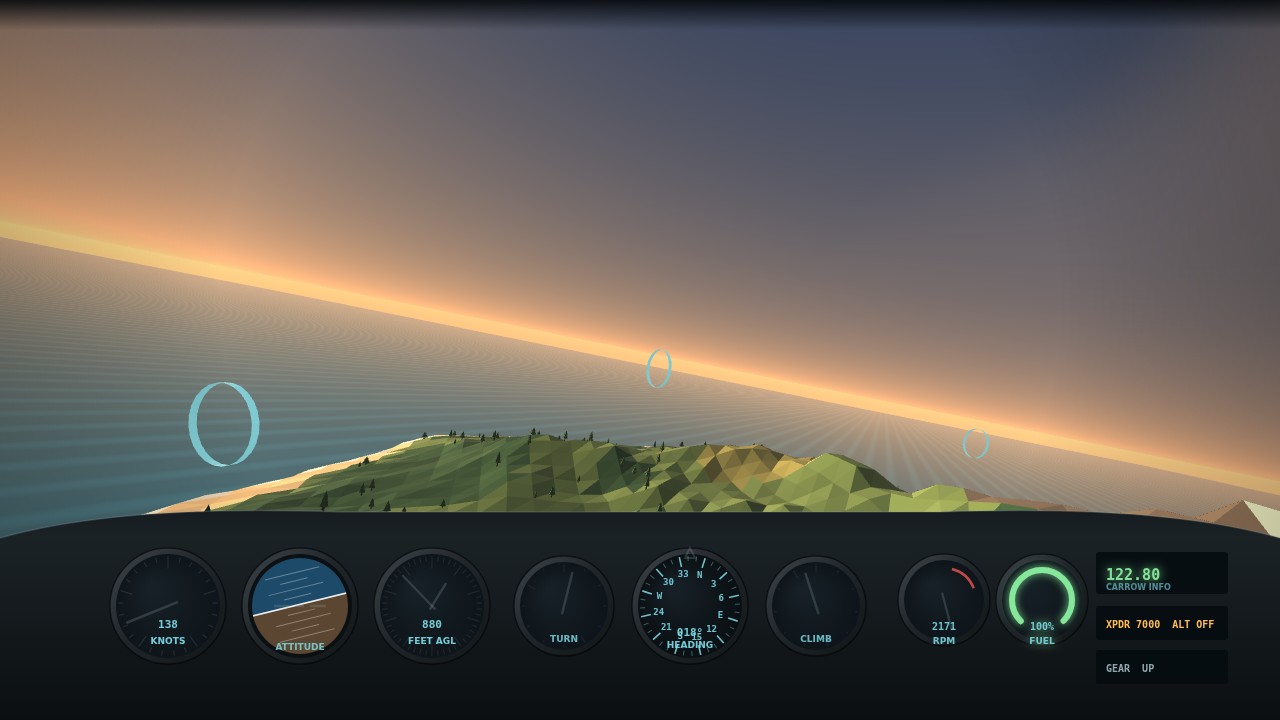 138
KNOTS
ATTITUDE
880
FEET AGL
TURN
N
3
6
E
12
21
24
W
30
33
018°
HEADING
CLIMB
2171
RPM
100%
FUEL
122.80
CARROW INFO
XPDR 7000 ALT OFF
GEAR UP